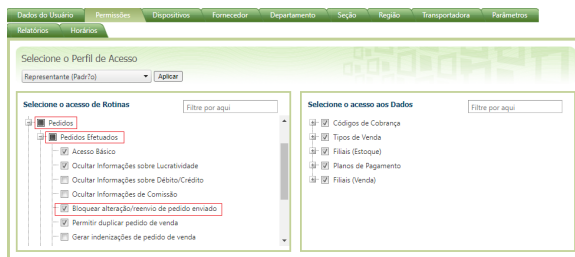 Dados do Usuário Permissões Dispositivos Fornecedor Departamento Seção Região Transportadora Parâmetros
Relatórios Horários
Selecione o Perfil de Acesso
Representante (Padr?o) Aplicar
Selecione o acesso de Rotinas Filtre por aqui
Pedidos
Pedidos Efetuados
Acesso Básico
Ocultar Informações sobre Lucratividade
Ocultar Informações sobre Débito/Crédito
Ocultar Informações de Comissão
Bloquear alteração/reenvio de pedido enviado
Permitir duplicar pedido de venda
Gerar indenizações de pedido de venda
Selecione o acesso aos Dados Filtre por aqui
Códigos de Cobrança
Tipos de Venda
Filiais (Estoque)
Planos de Pagamento
Filiais (Venda)